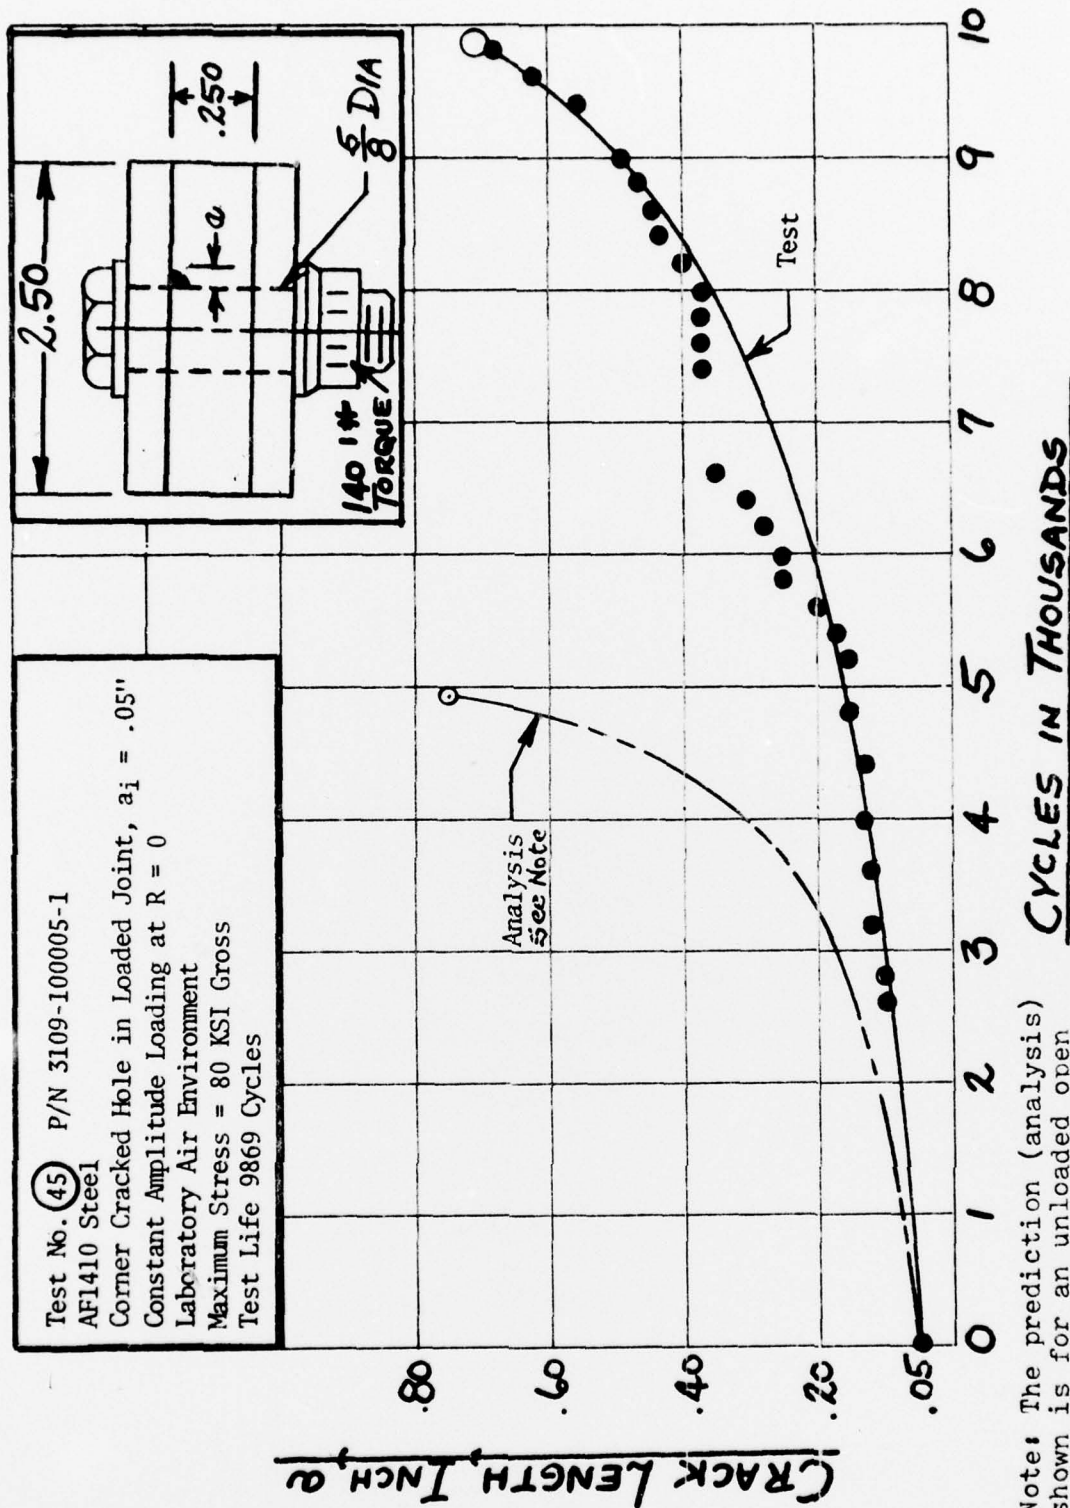 Test No. 45 P/N 3109-100005-1
AF1410 Steel
Corner Cracked Hole in Loaded Joint, ai = .05"
Constant Amplitude Loading at R = 0
Laboratory Air Environment
Maximum Stress = 80 KSI Gross
Test Life 9869 Cycles
2.50
.250
a
5/8 DIA
140 1#
TORQUE
CRACK LENGTH, INCH, a
.80
.60
.40
.20
.05
Analysis
See Note
Test
0 1 2 3 4 5 6 7 8 9 10
CYCLES IN THOUSANDS
Note: The prediction (analysis)
shown is for an unloaded open